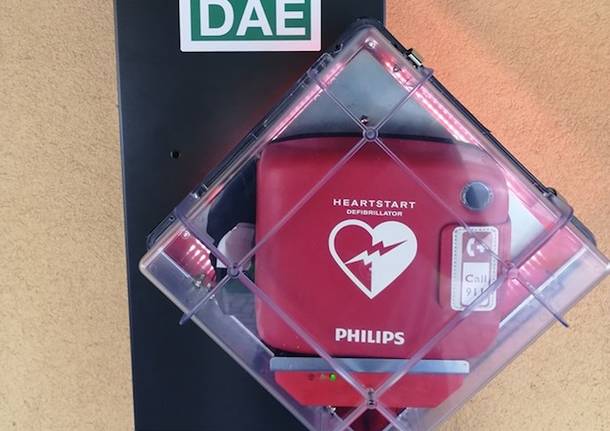 DAE
HEARTSTART
DEFIBRILLATOR
Call
911
PHILIPS